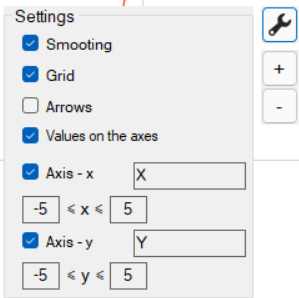 Settings
Smooting
Grid
Arrows
Values on the axes
Axis - x X
-5 ⩽ x ⩽ 5
Axis - y Y
-5 ⩽ y ⩽ 5
+
-